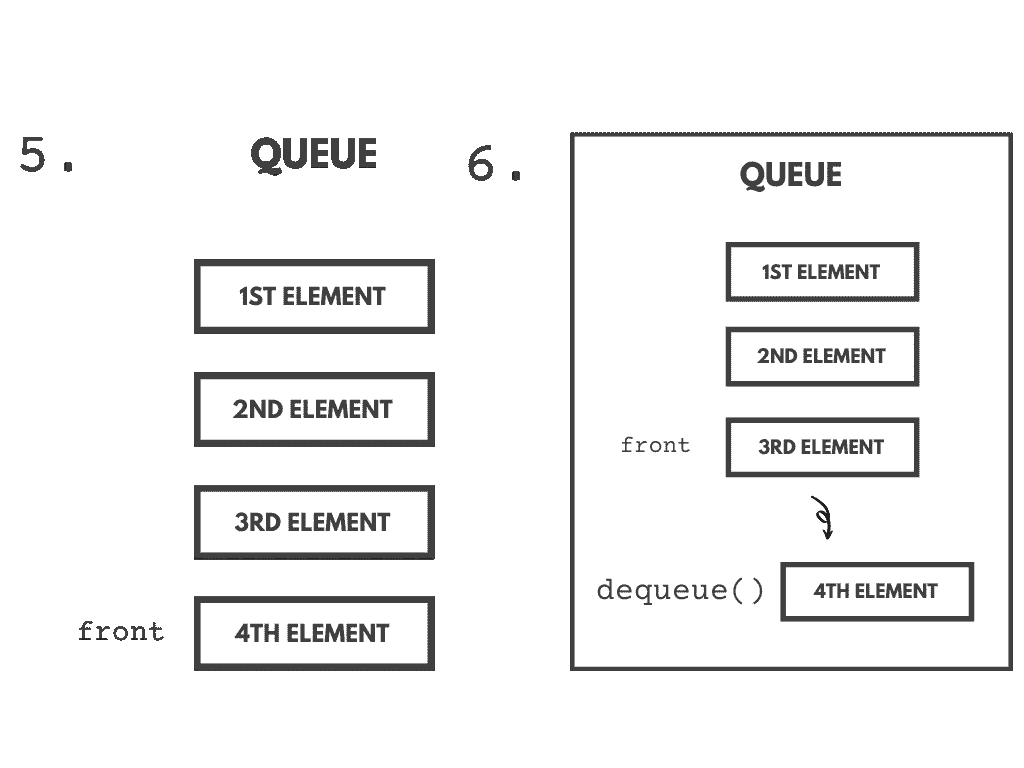 5.
QUEUE
1ST ELEMENT
2ND ELEMENT
3RD ELEMENT
front
4TH ELEMENT
6.
QUEUE
1ST ELEMENT
2ND ELEMENT
front
3RD ELEMENT
dequeue()
4TH ELEMENT